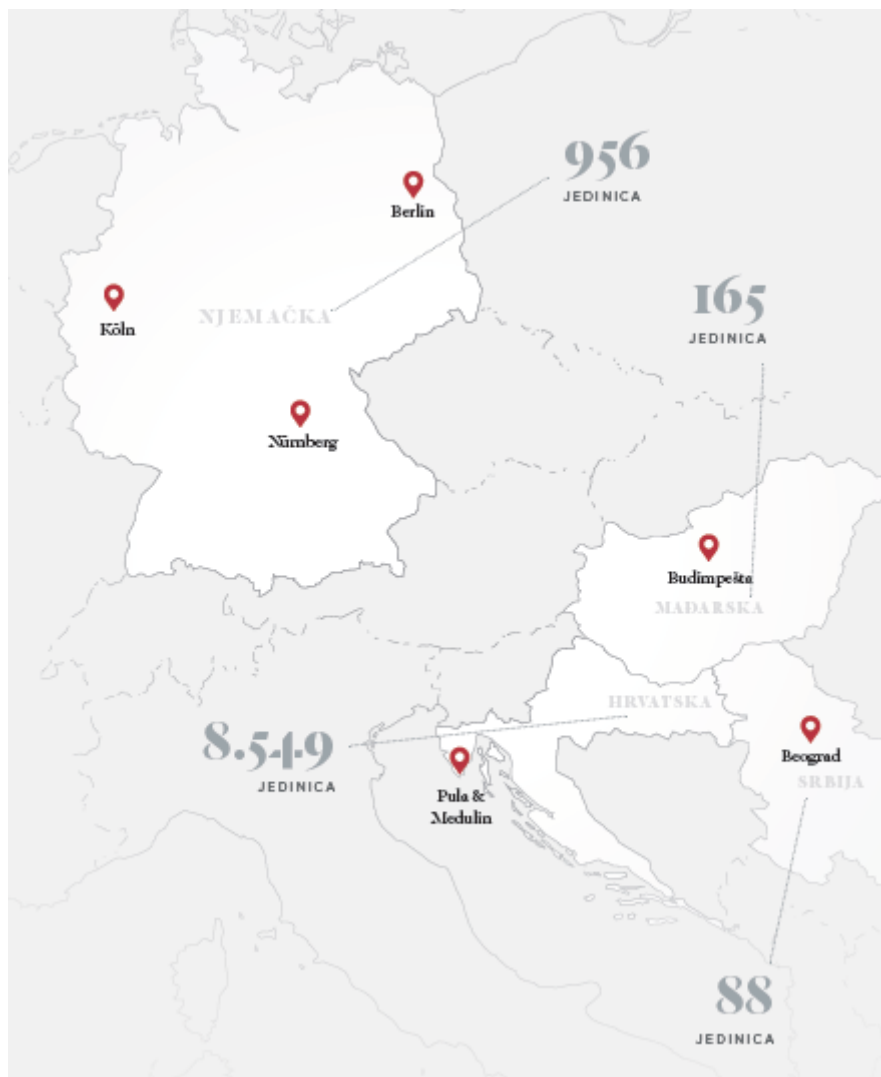 956
JEDINICA
Berlin
165
JEDINICA
NJEMAČKA
Köln
Nürnberg
Budimpešta
MAĐARSKA
HRVATSKA
8.549
JEDINICA
Beograd
SRBIJA
Pula &
Medulin
88
JEDINICA